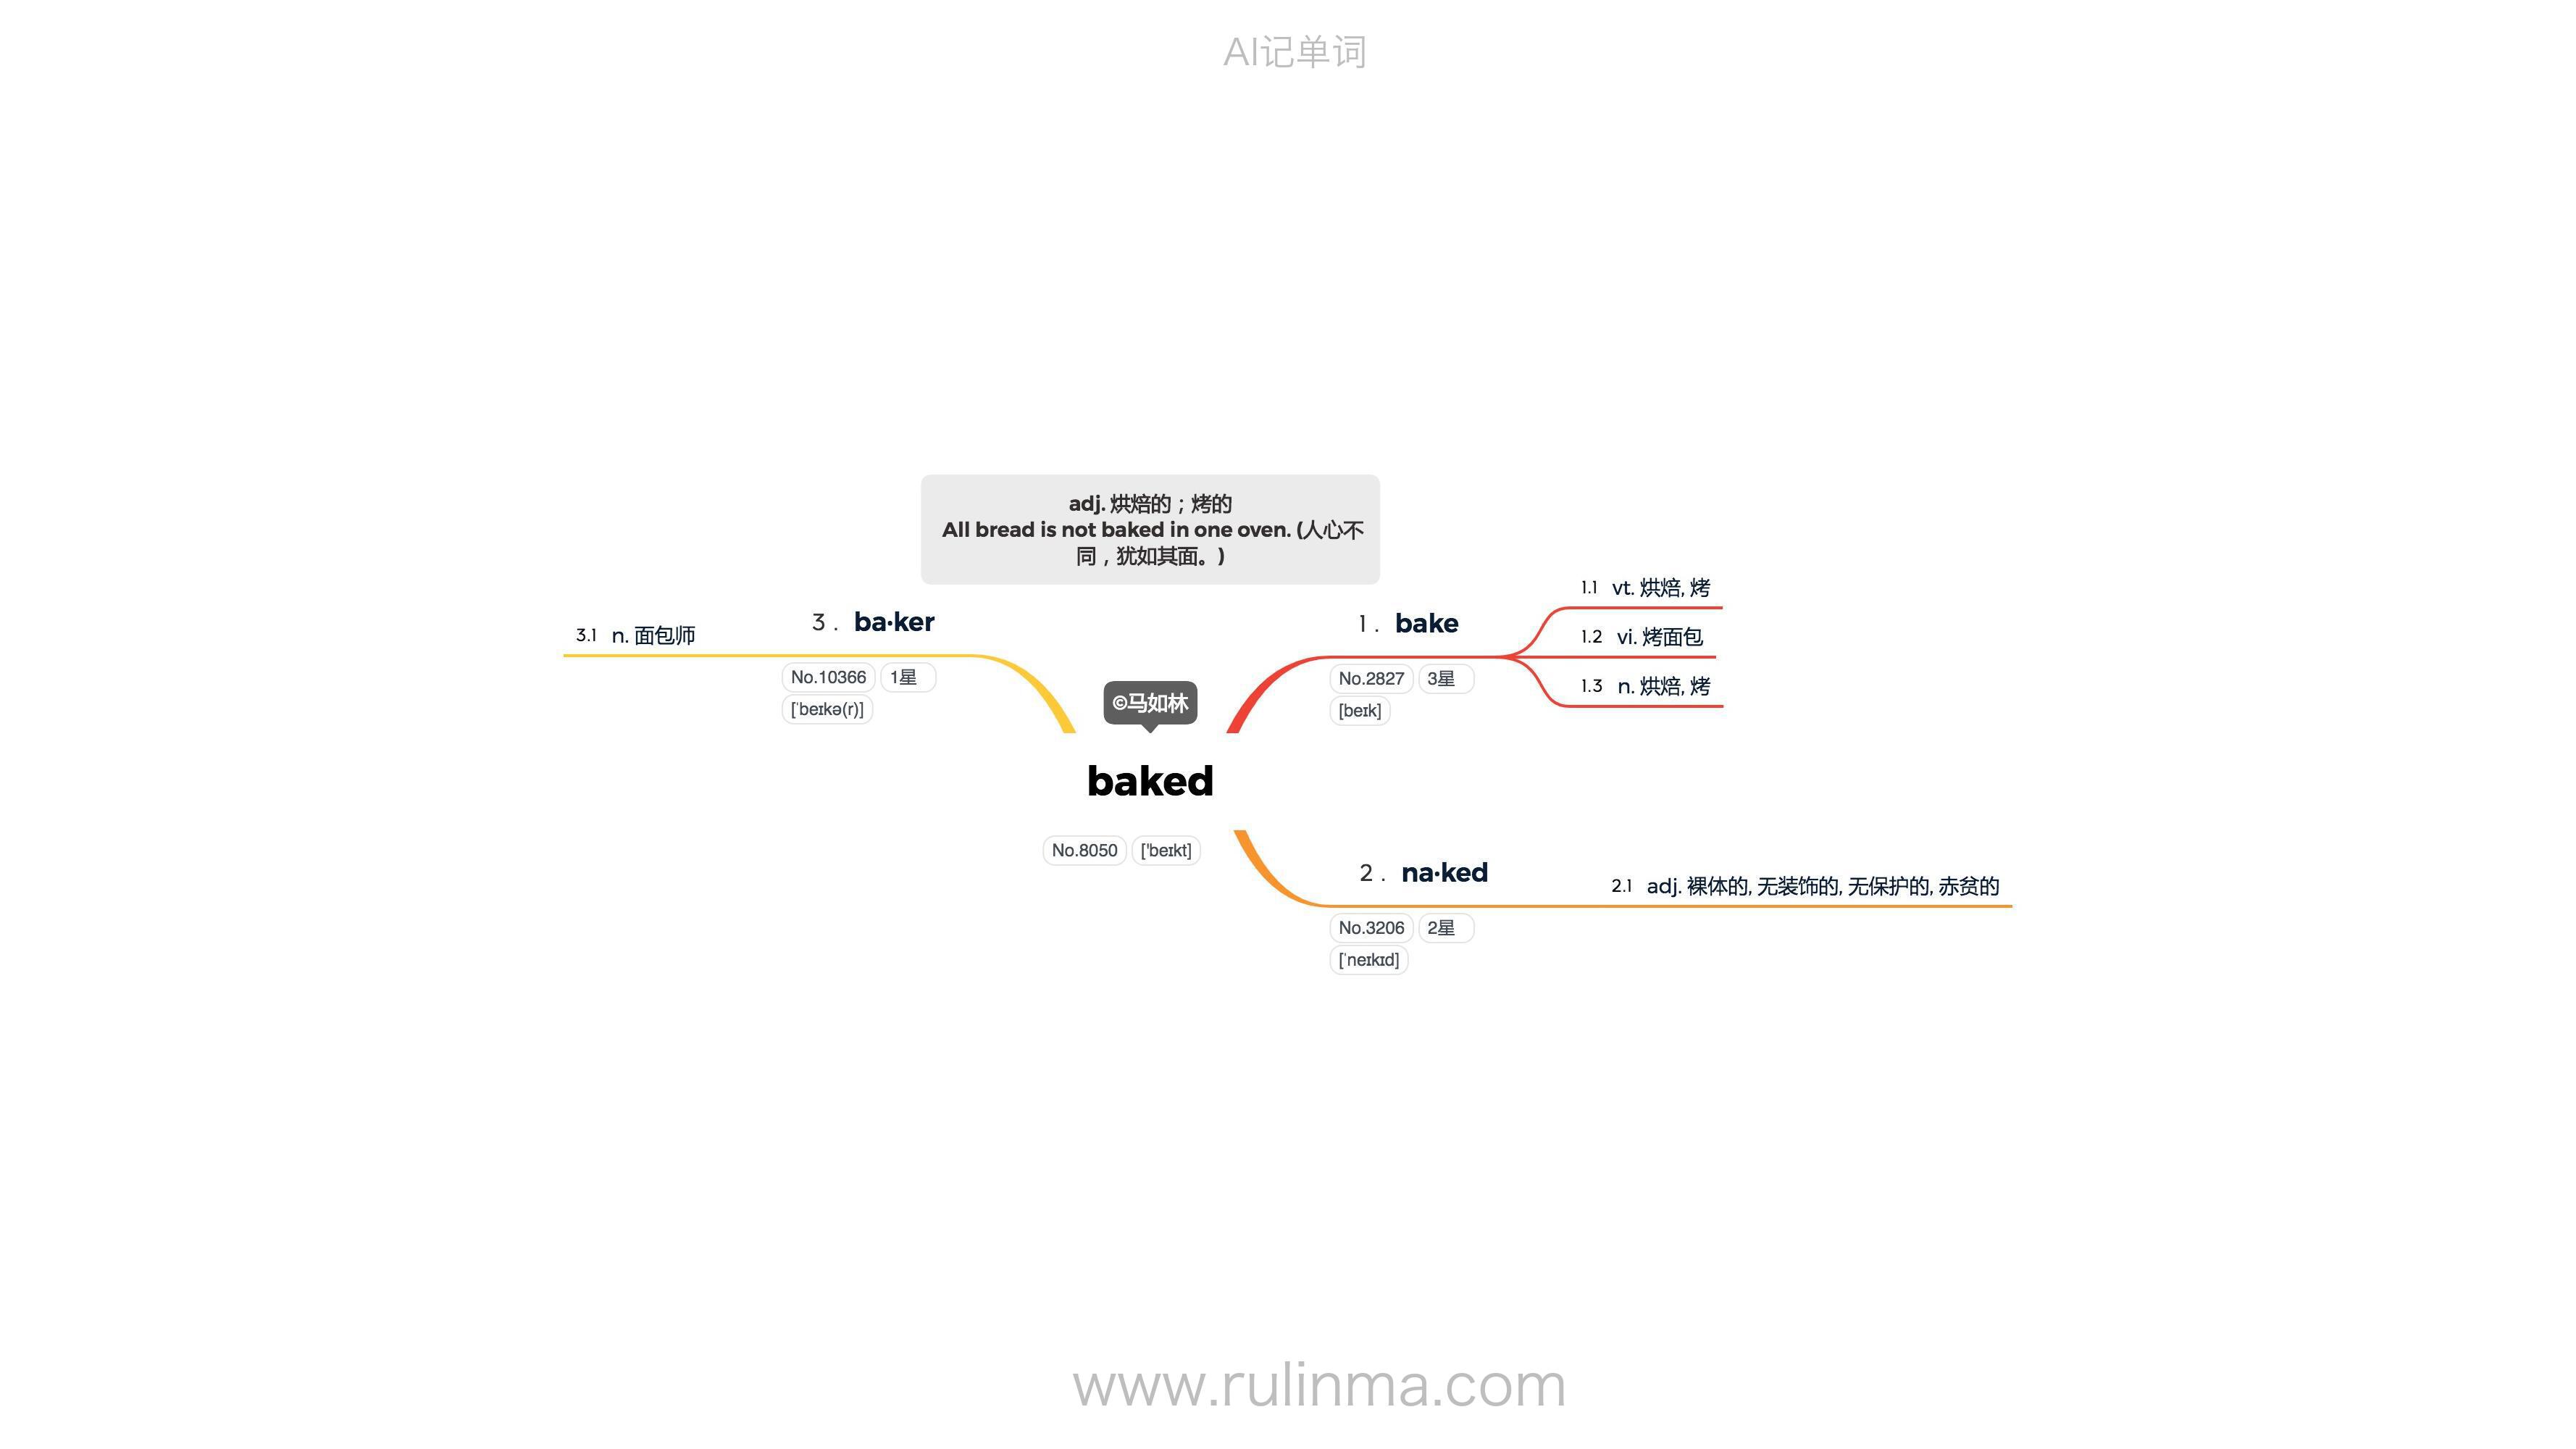 AI记单词
adj. 烘焙的；烤的
All bread is not baked in one oven. (人心不
同，犹如其面。)
3 . ba·ker
3.1 n. 面包师
No.10366 1星
[ˈbeɪkə(r)]
©马如林
baked
No.8050 ['beɪkt]
1 . bake
No.2827 3星
[beɪk]
1.1 vt. 烘焙, 烤
1.2 vi. 烤面包
1.3 n. 烘焙, 烤
2 . na·ked
No.3206 2星
[ˈneɪkɪd]
2.1 adj. 裸体的, 无装饰的, 无保护的, 赤贫的
www.rulinma.com